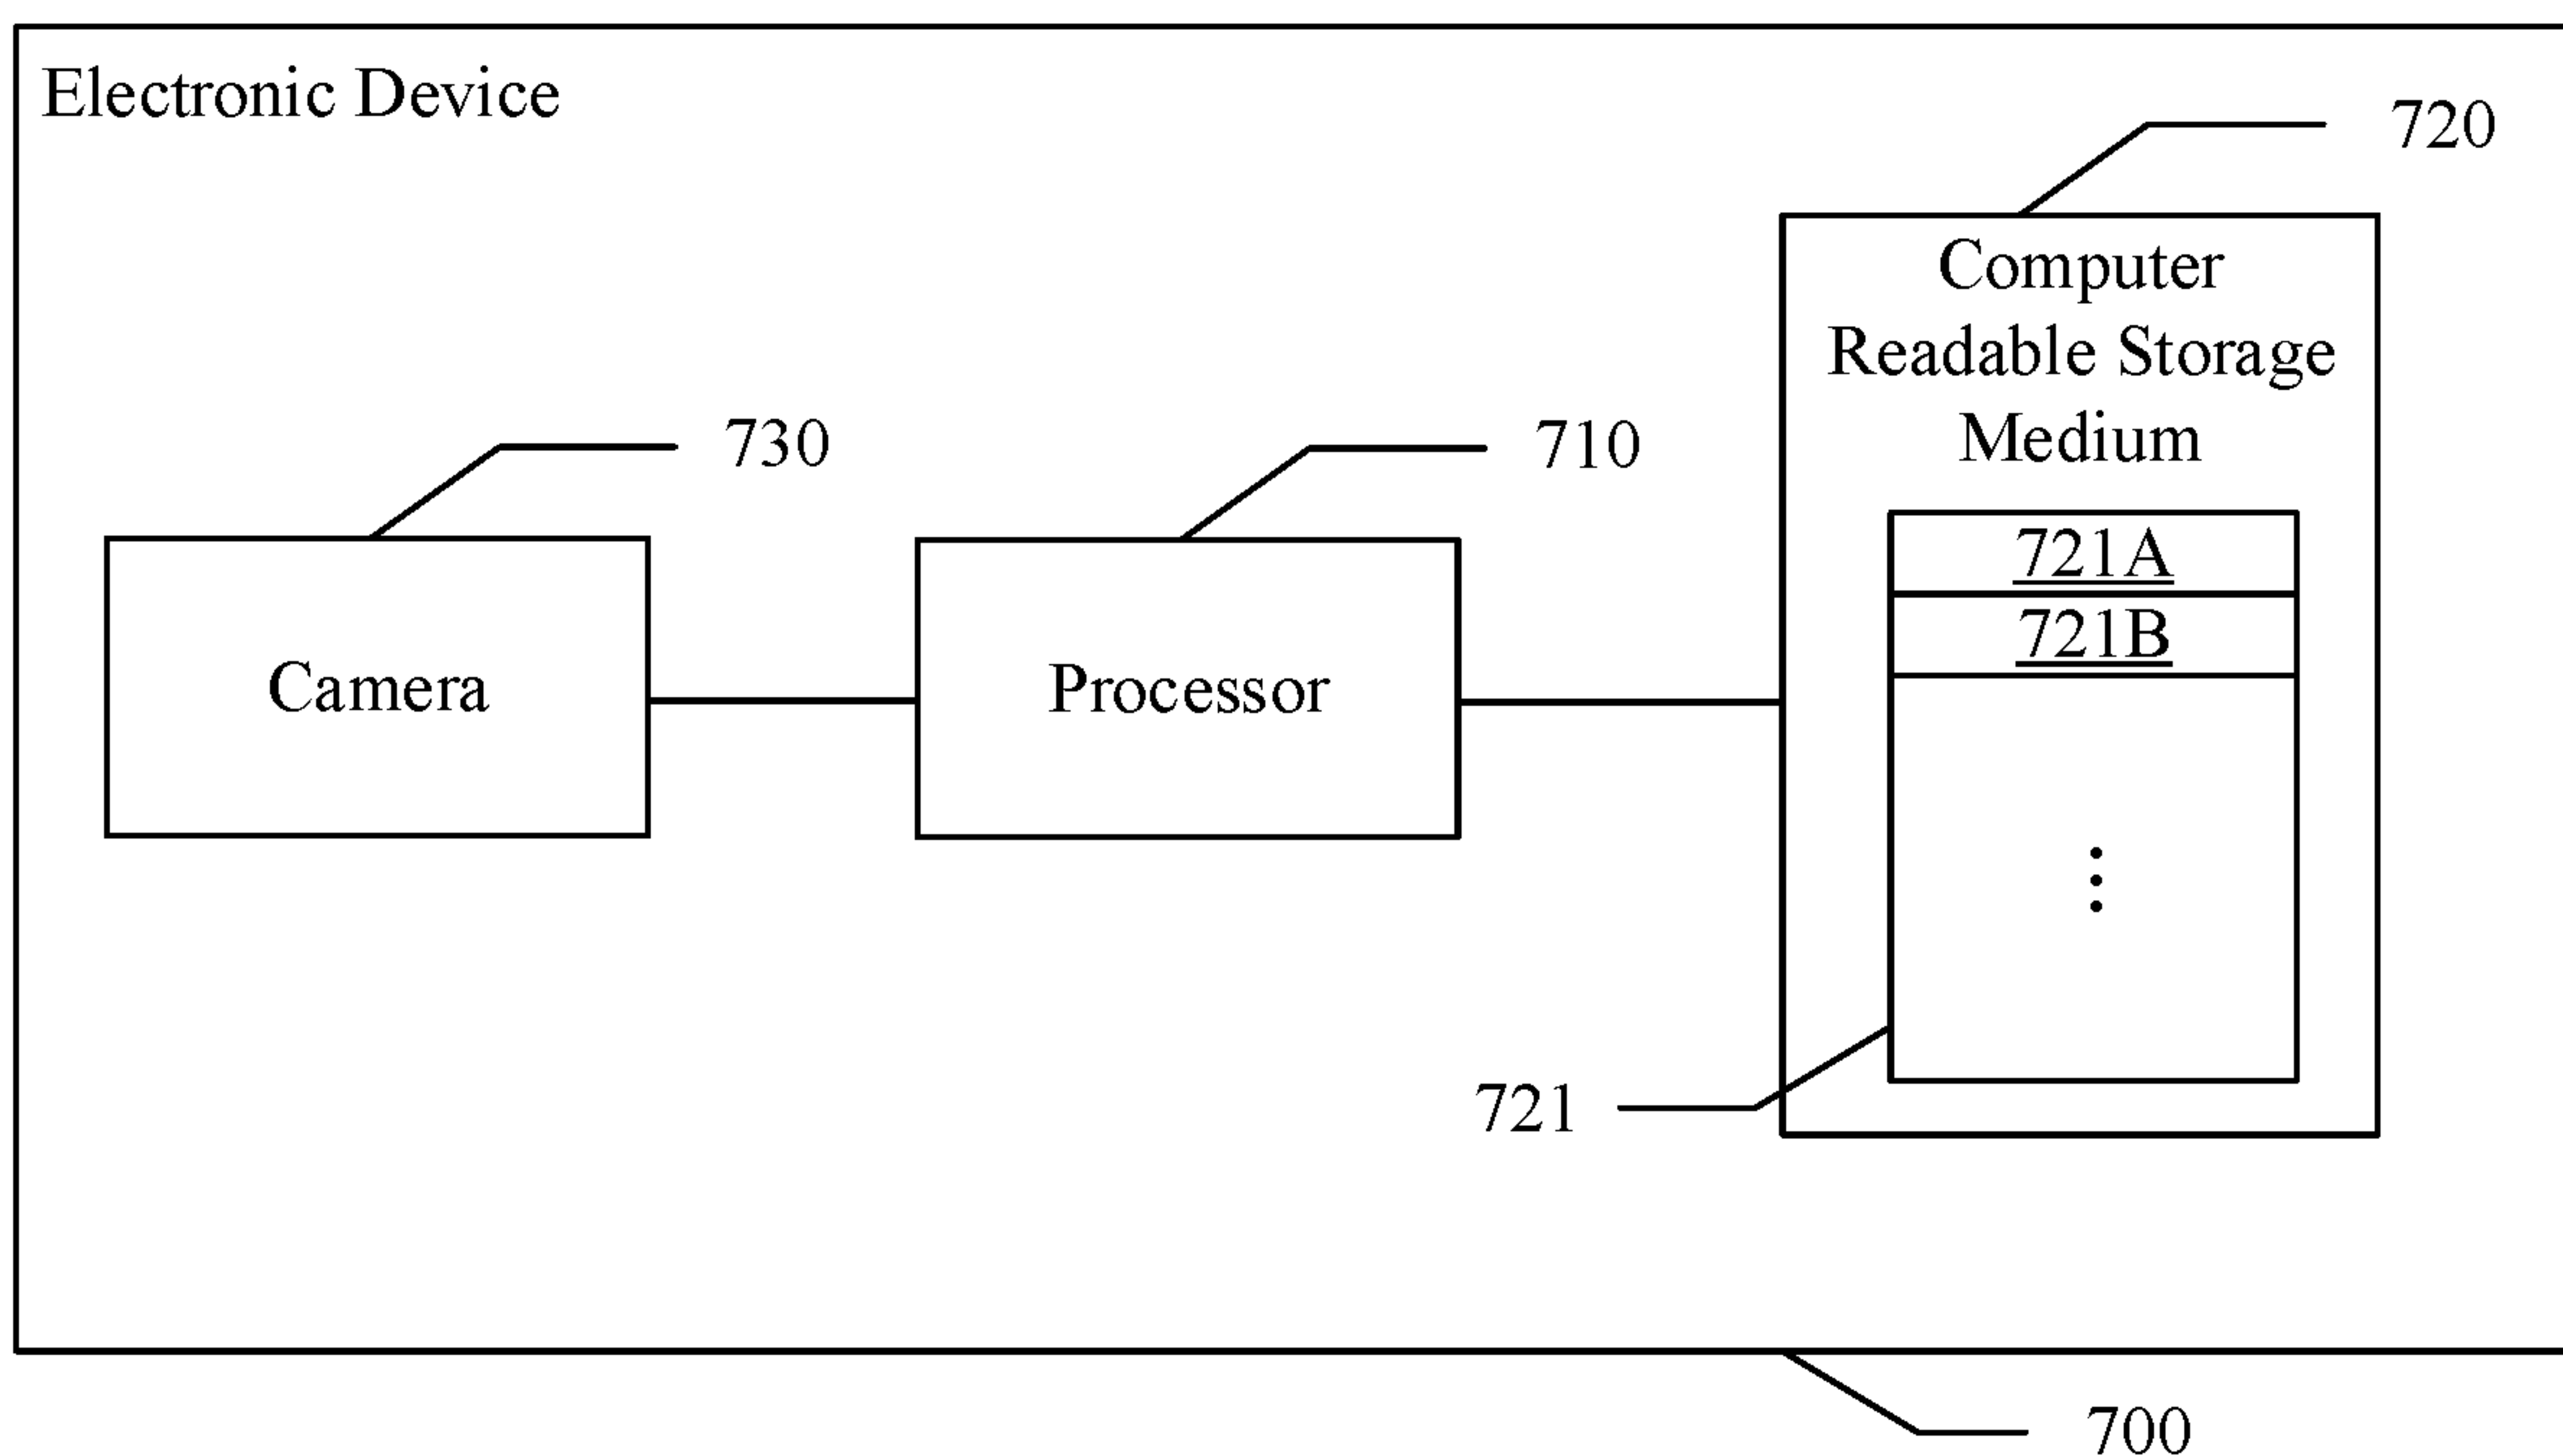 Electronic Device
720
Computer
Readable Storage
Medium
730
710
721A
721B
Camera
Processor
721
700